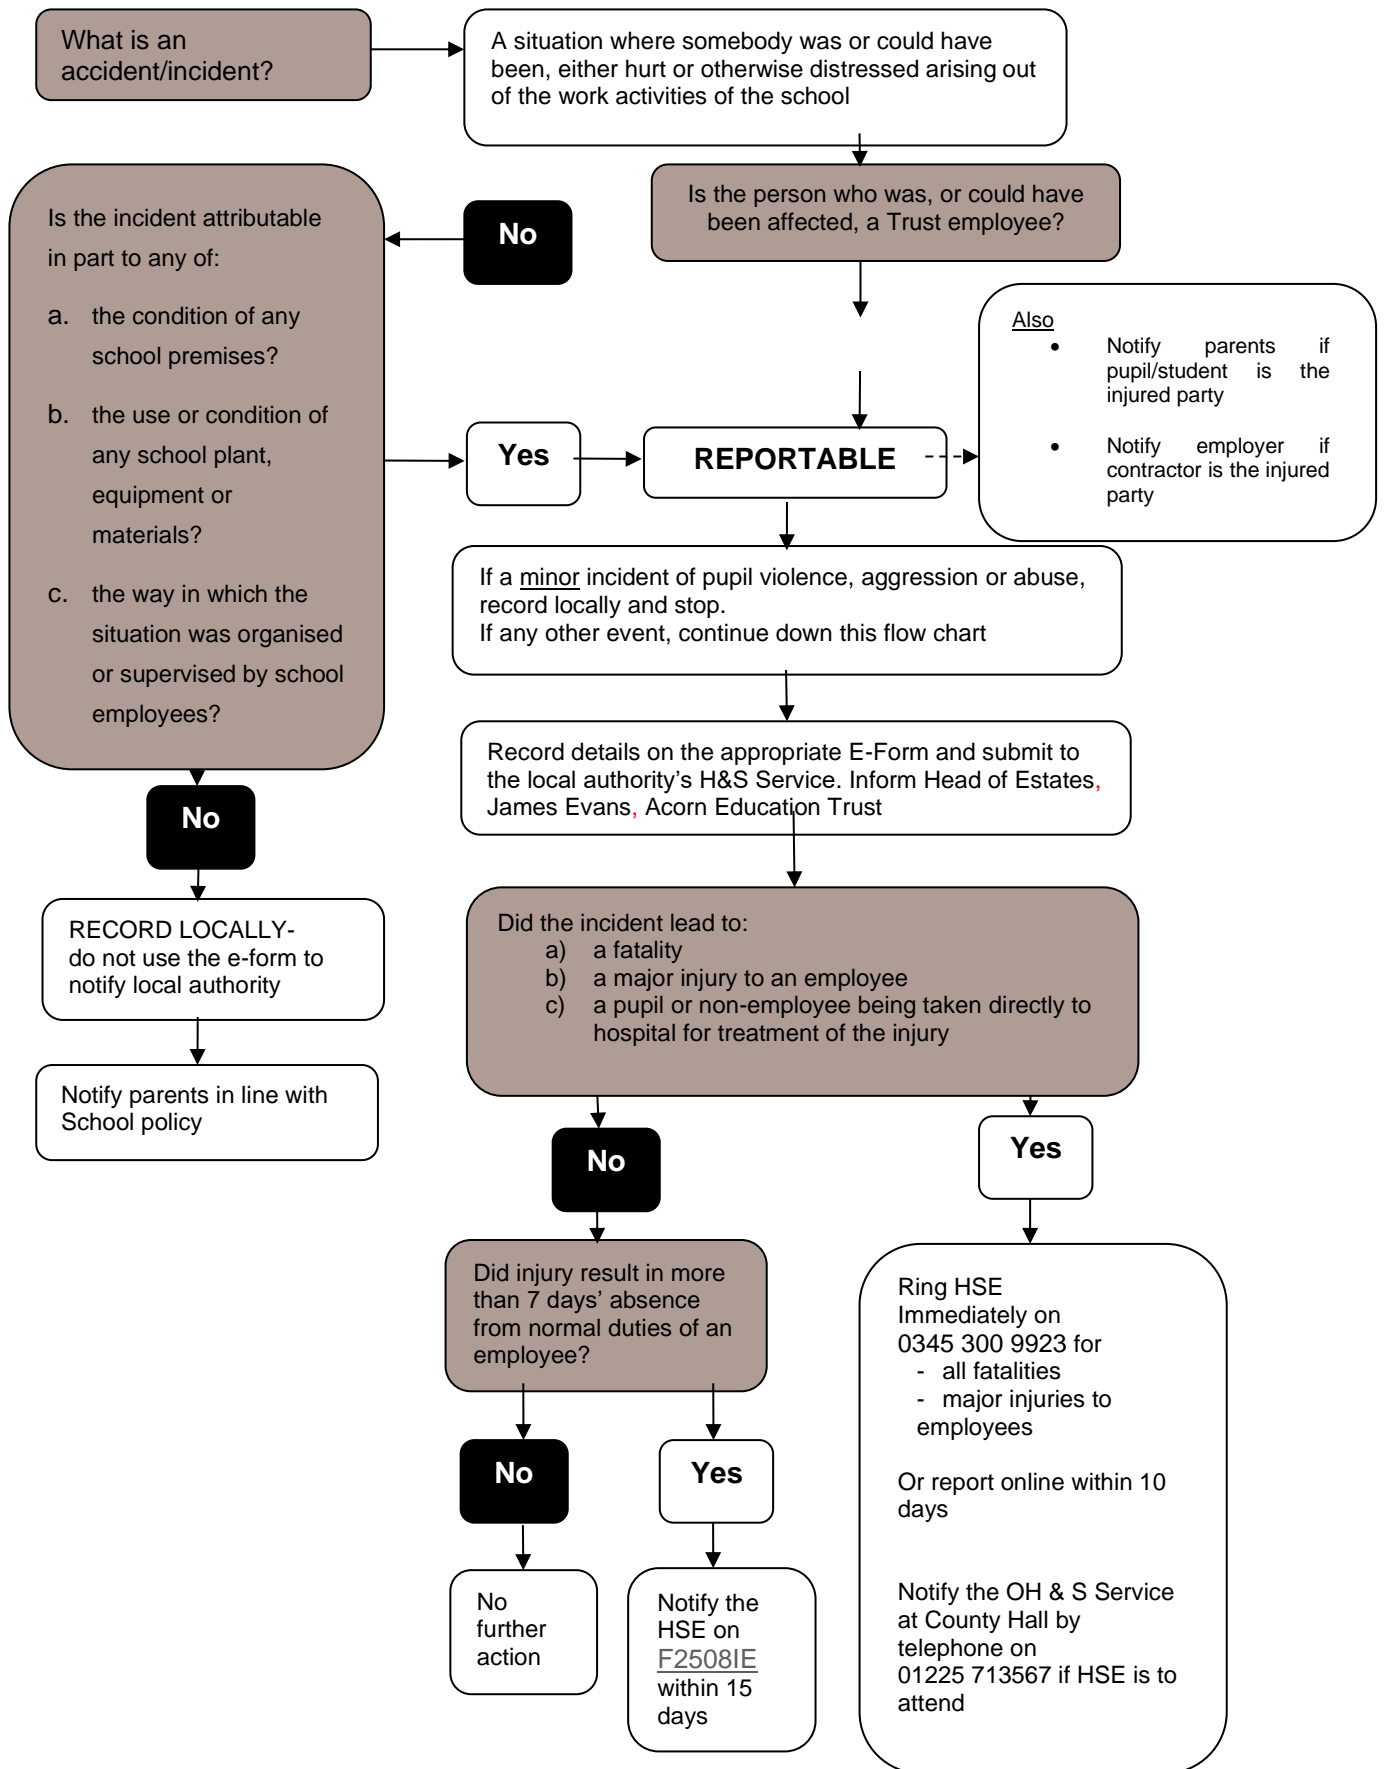 What is an
accident/incident?
A situation where somebody was or could have
been, either hurt or otherwise distressed arising out
of the work activities of the school
Is the person who was, or could have
been affected, a Trust employee?
No
Is the incident attributable
in part to any of:
a. the condition of any
school premises?
b. the use or condition of
any school plant,
equipment or
materials?
c. the way in which the
situation was organised
or supervised by school
employees?
Yes
REPORTABLE
Also
• Notify parents if
pupil/student is the
injured party
• Notify employer if
contractor is the injured
party
If a minor incident of pupil violence, aggression or abuse,
record locally and stop.
If any other event, continue down this flow chart
Record details on the appropriate E-Form and submit to
the local authority’s H&S Service. Inform Head of Estates,
James Evans, Acorn Education Trust
No
RECORD LOCALLY-
do not use the e-form to
notify local authority
Notify parents in line with
School policy
Did the incident lead to:
a) a fatality
b) a major injury to an employee
c) a pupil or non-employee being taken directly to
hospital for treatment of the injury
No
Yes
Did injury result in more
than 7 days’ absence
from normal duties of an
employee?
No
Yes
No
further
action
Notify the
HSE on
F2508IE
within 15
days
Ring HSE
Immediately on
0345 300 9923 for
- all fatalities
- major injuries to
employees
Or report online within 10
days
Notify the OH & S Service
at County Hall by
telephone on
01225 713567 if HSE is to
attend